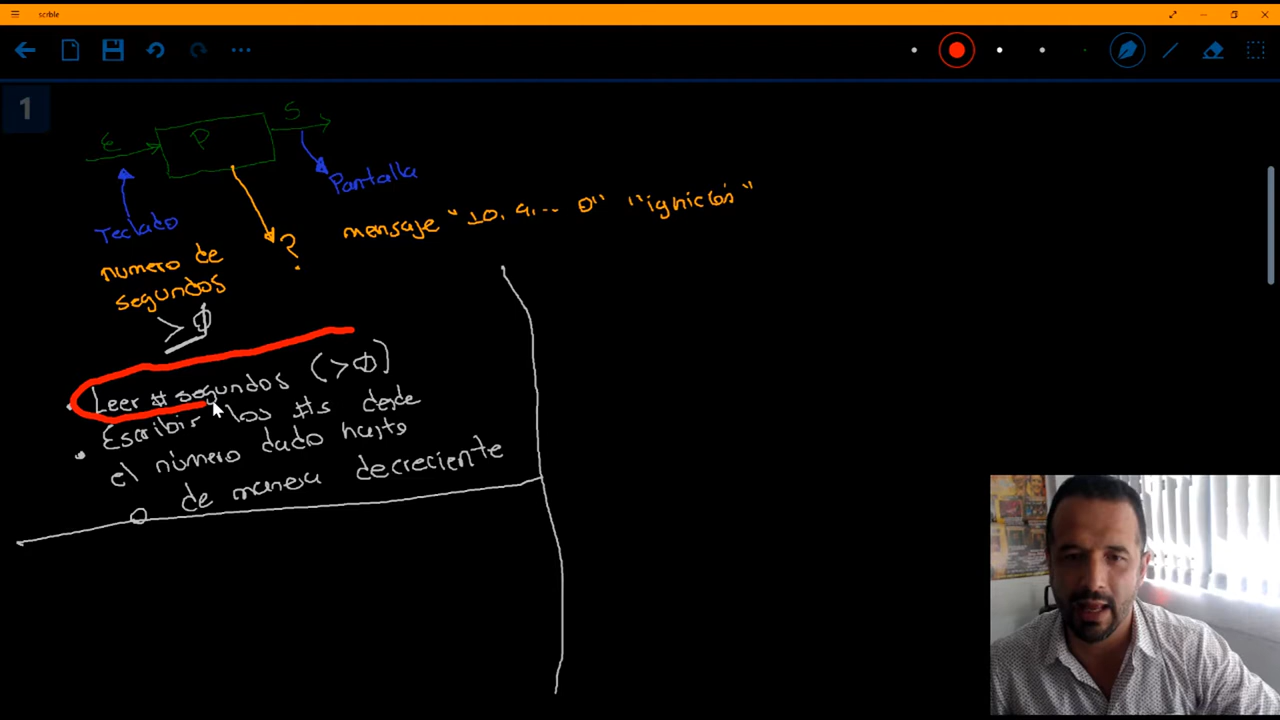 scrble
1
E
P
S
Pantalla
Teclado
numero de
segundos
> 0
?
mensaje "10, 9, ... 0" "ignición"
• Leer # segundos (>0)
• Escribir los #s desde
el número dado hasta
0 de manera decreciente